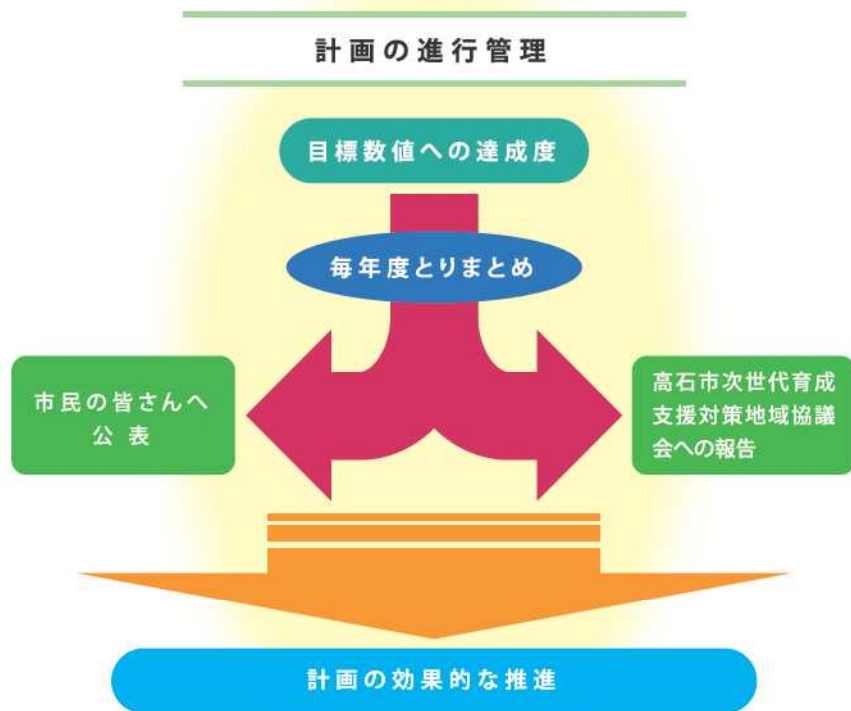 計画の進行管理
目標数値への達成度
毎年度とりまとめ
市民の皆さんへ
公表
高石市次世代育成
支援対策地域協議
会への報告
計画の効果的な推進